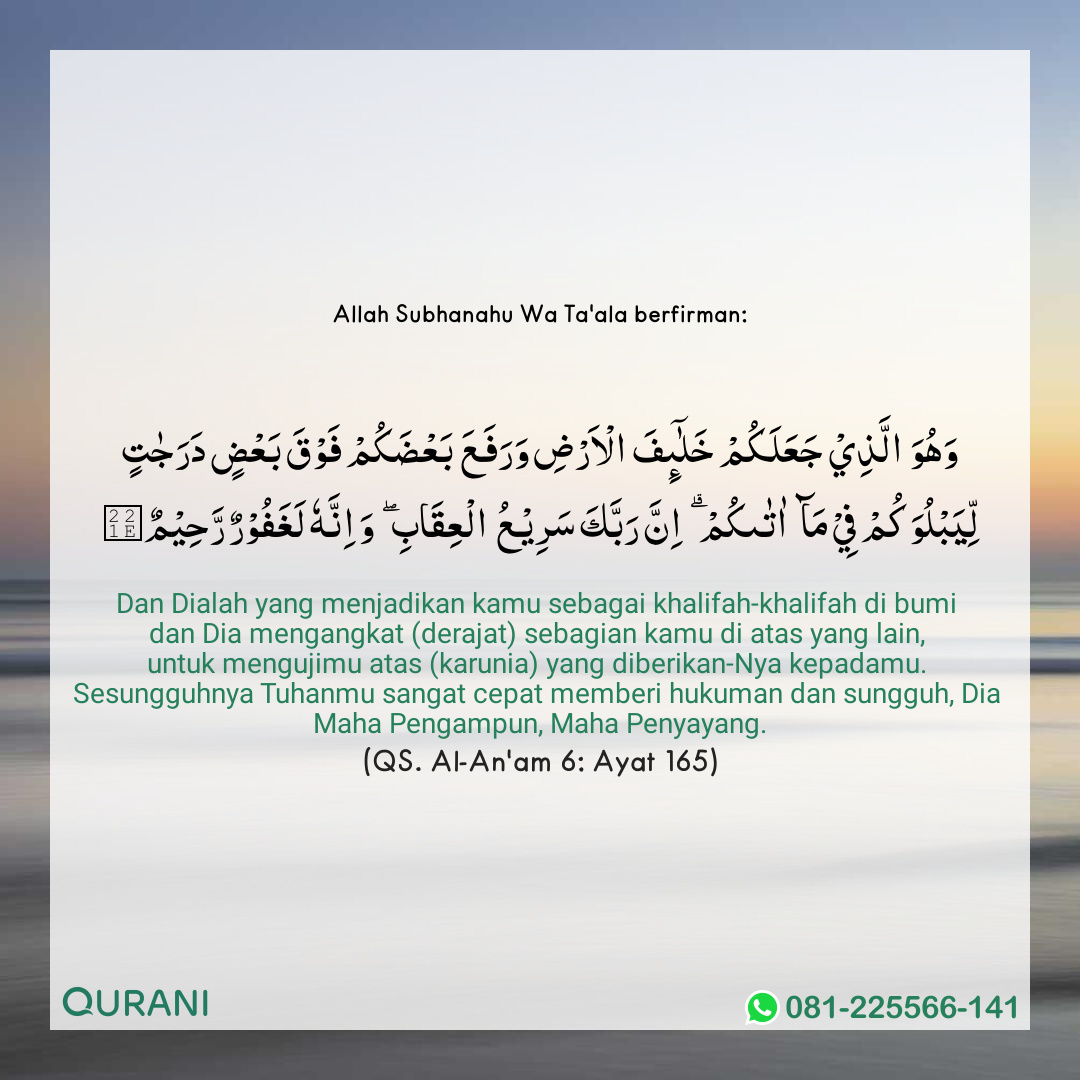 Allah Subhanahu Wa Ta'ala berfirman:
وَهُوَ الَّذِيْ جَعَلَكُمْ خَلٰٓئِفَ الْاَرْضِ وَرَفَعَ بَعْضَكُمْ فَوْقَ بَعْضٍ دَرَجٰتٍ
لِّيَبْلُوَكُمْ فِيْ مَآ اٰتٰىكُمْۗ اِنَّ رَبَّكَ سَرِيْعُ الْعِقَابِۖ وَاِنَّهٗ لَغَفُوْرٌ رَّحِيْمٌ ࢞
Dan Dialah yang menjadikan kamu sebagai khalifah-khalifah di bumi
dan Dia mengangkat (derajat) sebagian kamu di atas yang lain,
untuk mengujimu atas (karunia) yang diberikan-Nya kepadamu.
Sesungguhnya Tuhanmu sangat cepat memberi hukuman dan sungguh, Dia
Maha Pengampun, Maha Penyayang.
(QS. Al-An'am 6: Ayat 165)
QURANI
081-225566-141